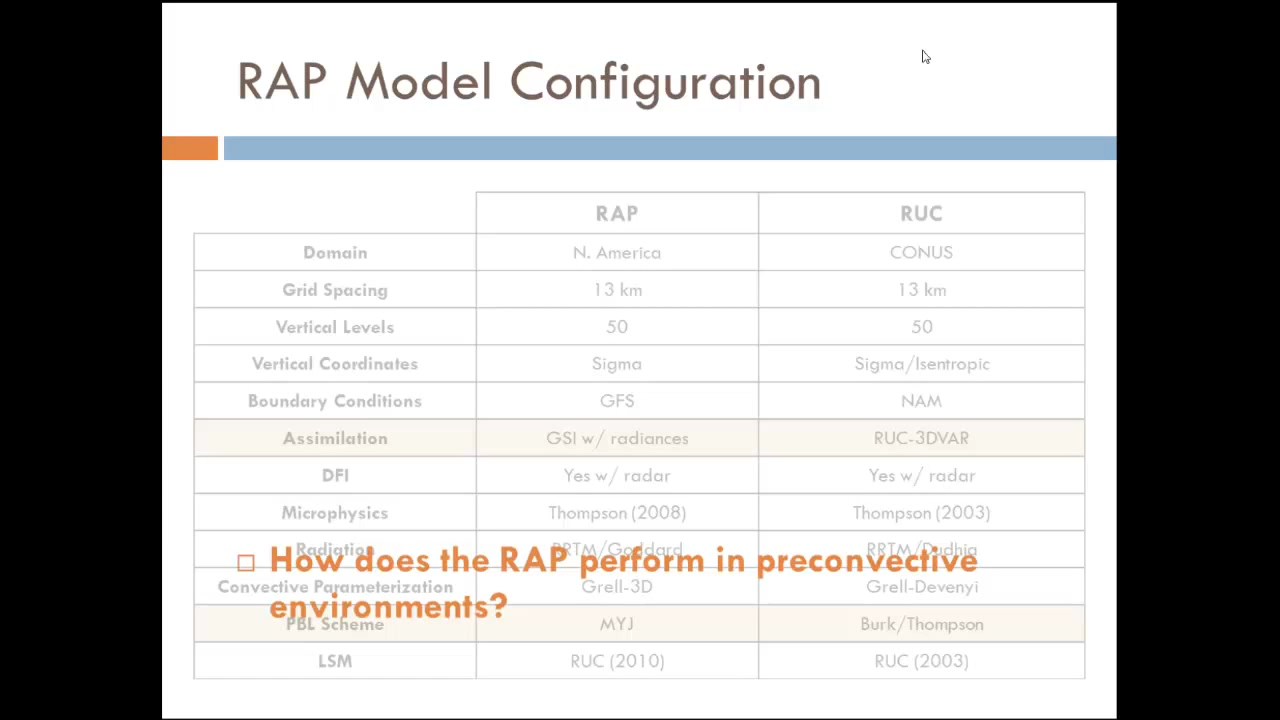 RAP Model Configuration
RAP RUC
Domain N. America CONUS
Grid Spacing 13 km 13 km
Vertical Levels 50 50
Vertical Coordinates Sigma Sigma/Isentropic
Boundary Conditions GFS NAM
Assimilation GSI w/ radiances RUC-3DVAR
DFI Yes w/ radar Yes w/ radar
Microphysics Thompson (2008) Thompson (2003)
Radiation RRTM/Goddard RRTM/Dudhia
How does the RAP perform in preconvective
Convective Parameterization Grell-3D Grell-Devenyi
environments?
PBL Scheme MYJ Burk/Thompson
LSM RUC (2010) RUC (2003)